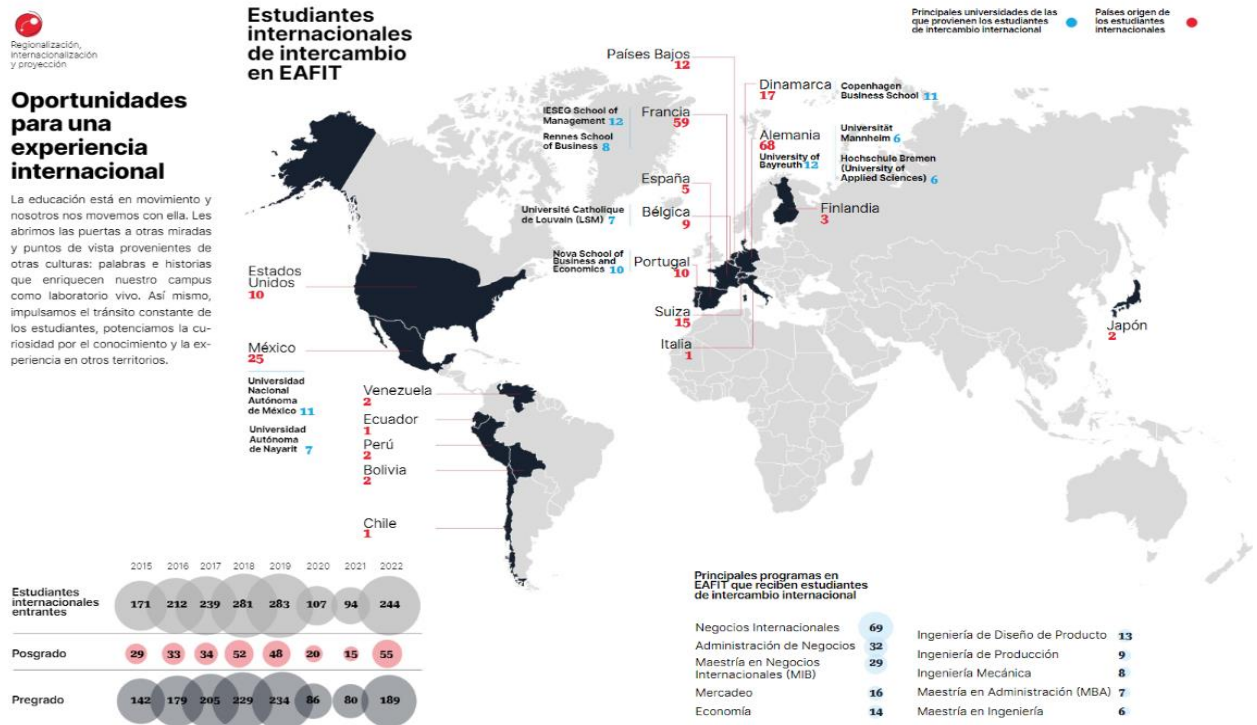 Regionalización,
internacionalización
y proyección
Oportunidades
para una
experiencia
internacional
La educación está en movimiento y
nosotros nos movemos con ella. Les
abrimos las puertas a otras miradas
y puntos de vista provenientes de
otras culturas: palabras e historias
que enriquecen nuestro campus
como laboratorio vivo. Así mismo,
impulsamos el tránsito constante de
los estudiantes, potenciamos la cu-
riosidad por el conocimiento y la ex-
periencia en otros territorios.
Estudiantes
internacionales
de intercambio
en EAFIT
Principales universidades de las
que provienen los estudiantes
de intercambio internacional
Países origen de
los estudiantes
internacionales
Países Bajos
12
Dinamarca
17
Copenhagen
Business School 11
IESEG School of
Management 12
Rennes School
of Business 8
Francia
59
Alemania
68
Universität
Mannheim 6
University of
Bayreuth 12
Hochschule Bremen
(University of
Applied Sciences) 6
España
5
Finlandia
3
Université Catholique
de Louvain (LSM) 7
Bélgica
9
Nova School of
Business and
Economics 10
Portugal
10
Suiza
15
Italia
1
Japón
2
Estados
Unidos
10
México
25
Universidad
Nacional
Autónoma
de México 11
Universidad
Autónoma
de Nayarit 7
Venezuela
2
Ecuador
1
Perú
2
Bolivia
2
Chile
1
2015 2016 2017 2018 2019 2020 2021 2022
Estudiantes
internacionales
entrantes
171 212 239 281 283 107 94 244
Posgrado 29 33 34 52 48 20 15 55
Pregrado 142 179 205 229 234 86 80 189
Principales programas en
EAFIT que reciben estudiantes
de intercambio internacional
Negocios Internacionales 69
Administración de Negocios 32
Maestría en Negocios
Internacionales (MIB) 29
Mercadeo 16
Economía 14
Ingeniería de Diseño de Producto 13
Ingeniería de Producción 9
Ingeniería Mecánica 8
Maestría en Administración (MBA) 7
Maestría en Ingeniería 6